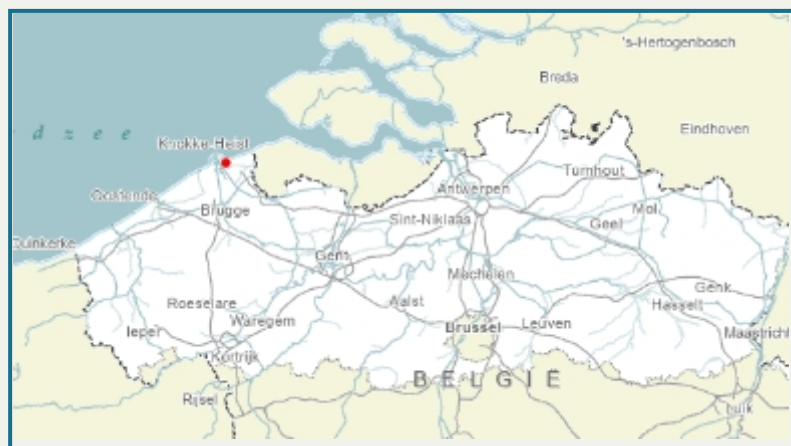 's-Hertogenbosch
Breda
dzee
Eindhoven
Knokke-Heist
Turnhout
Antwerpen
Oostende
Mol
Brugge
Sint-Niklaas
Geel
Duinkerke
Gent
Mechelen
Genk
Roeselare
Aalst
Hasselt
Waregem
Ieper
Brussel
Leuven
Maastricht
Kortrijk
BELGIË
Rijsel
Luik